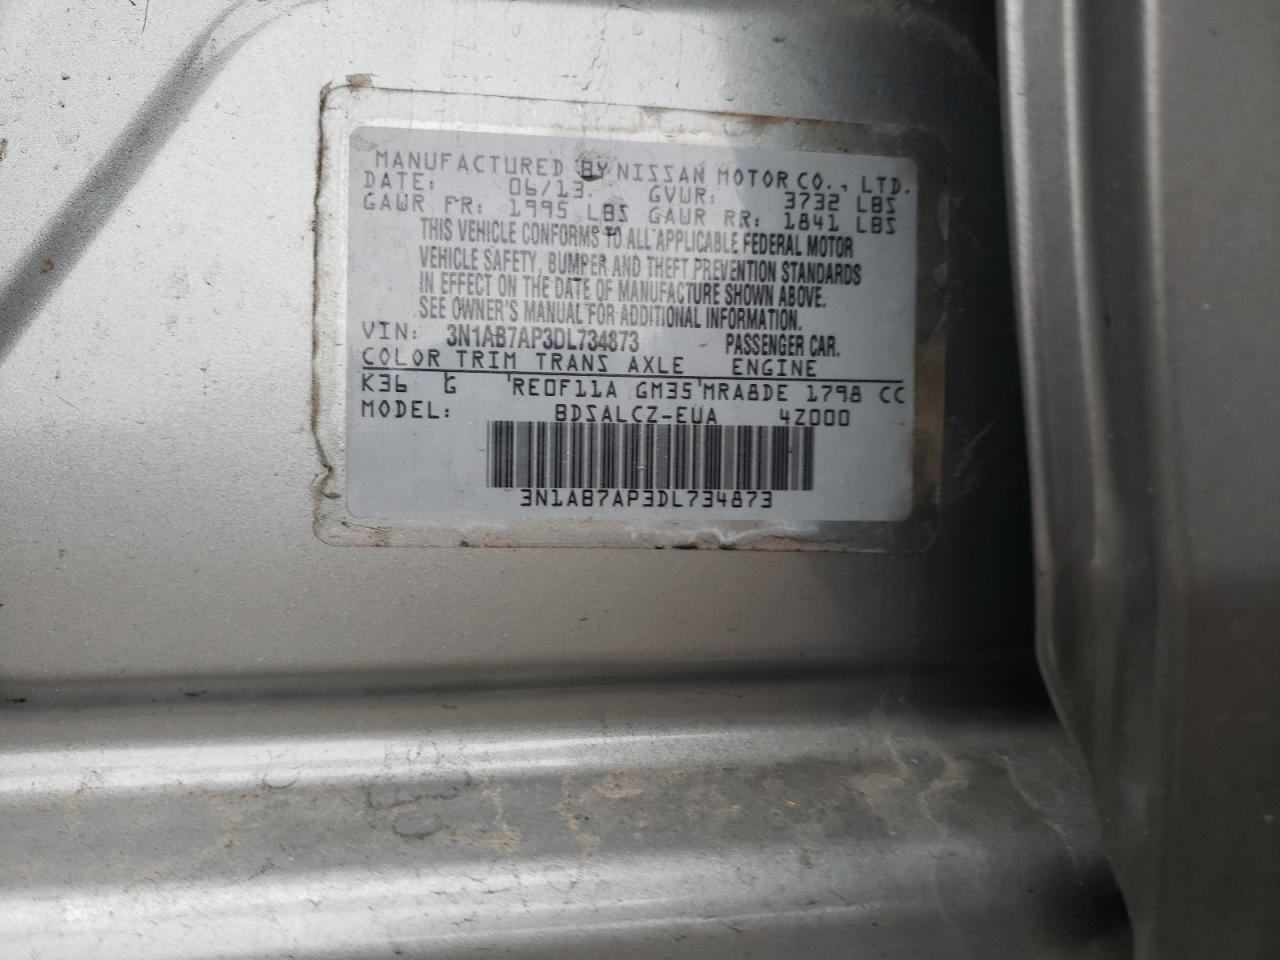 MANUFACTURED BY NISSAN MOTOR CO., LTD.
DATE: 06/13. GVWR: 3732 LBS
GAWR FR: 1995 LBS GAWR RR: 1841 LBS
THIS VEHICLE CONFORMS TO ALL APPLICABLE FEDERAL MOTOR
VEHICLE SAFETY, BUMPER AND THEFT PREVENTION STANDARDS
IN EFFECT ON THE DATE OF MANUFACTURE SHOWN ABOVE.
SEE OWNER'S MANUAL FOR ADDITIONAL INFORMATION.
VIN: 3N1AB7AP3DL734873 PASSENGER CAR.
COLOR TRIM TRANS AXLE ENGINE
K36 G RE0F11A GM35 MRA8DE 1798 CC
MODEL: BDSALCZ-EUA 4Z000
3N1AB7AP3DL734873